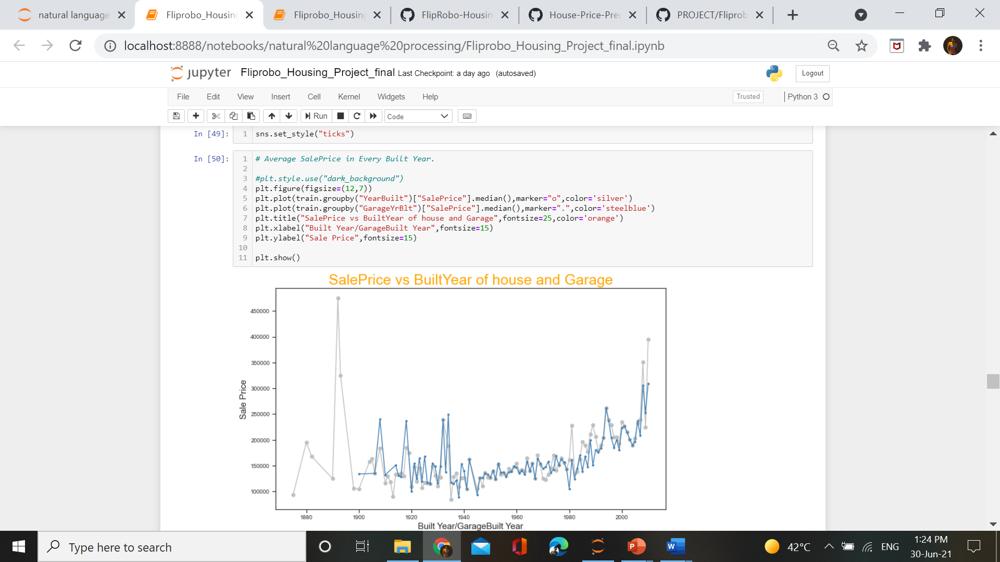 natural language
Fliprobo_Housing
Fliprobo_Housing
FlipRobo-Housin
House-Price-Pred
PROJECT/Fliprob
localhost:8888/notebooks/natural%20language%20processing/Fliprobo_Housing_Project_final.ipynb
jupyter Fliprobo_Housing_Project_final Last Checkpoint: a day ago (autosaved)
Logout
File Edit View Insert Cell Kernel Widgets Help
Trusted
Python 3
Run
Code
In [49]:
1 sns.set_style("ticks")
In [50]:
1 # Average SalePrice in Every Built Year.
2
3 #plt.style.use("dark_background")
4 plt.figure(figsize=(12,7))
5 plt.plot(train.groupby("YearBuilt")["SalePrice"].median(),marker="o",color='silver')
6 plt.plot(train.groupby("GarageYrBlt")["SalePrice"].median(),marker=".",color='steelblue')
7 plt.title("SalePrice vs BuiltYear of house and Garage",fontsize=25,color='orange')
8 plt.xlabel("Built Year/GarageBuilt Year",fontsize=15)
9 plt.ylabel("Sale Price",fontsize=15)
10
11 plt.show()
SalePrice vs BuiltYear of house and Garage
450000
400000
350000
300000
250000
200000
150000
100000
Sale Price
1880 1900 1920 1940 1960 1980 2000
Built Year/GarageBuilt Year
Type here to search
P
W
42°C
ENG
1:24 PM
30-Jun-21